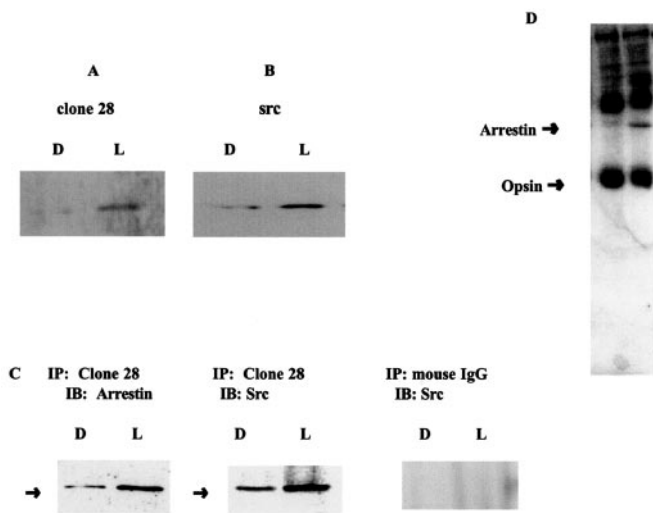 A
clone 28
D L
B
src
D L
D
Arrestin →
Opsin →
C
IP: Clone 28
IB: Arrestin
D L
→
IP: Clone 28
IB: Src
D L
→
IP: mouse IgG
IB: Src
D L